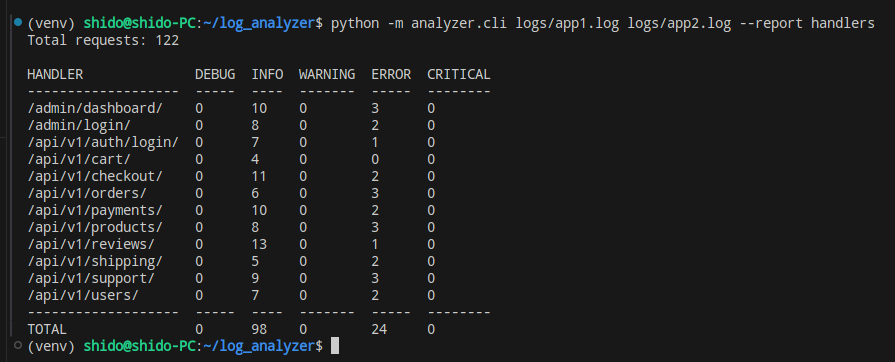 (venv) shido@shido-PC:~/log_analyzer$ python -m analyzer.cli logs/app1.log logs/app2.log --report handlers
Total requests: 122
HANDLER              DEBUG  INFO  WARNING  ERROR  CRITICAL
-------------------  -----  ----  -------  -----  --------
/admin/dashboard/    0      10    0        3      0
/admin/login/        0      8     0        2      0
/api/v1/auth/login/  0      7     0        1      0
/api/v1/cart/        0      4     0        0      0
/api/v1/checkout/    0      11    0        2      0
/api/v1/orders/      0      6     0        3      0
/api/v1/payments/    0      10    0        2      0
/api/v1/products/    0      8     0        3      0
/api/v1/reviews/     0      13    0        1      0
/api/v1/shipping/    0      5     0        2      0
/api/v1/support/     0      9     0        3      0
/api/v1/users/       0      7     0        2      0
-------------------  -----  ----  -------  -----  --------
TOTAL                0      98    0        24     0
(venv) shido@shido-PC:~/log_analyzer$